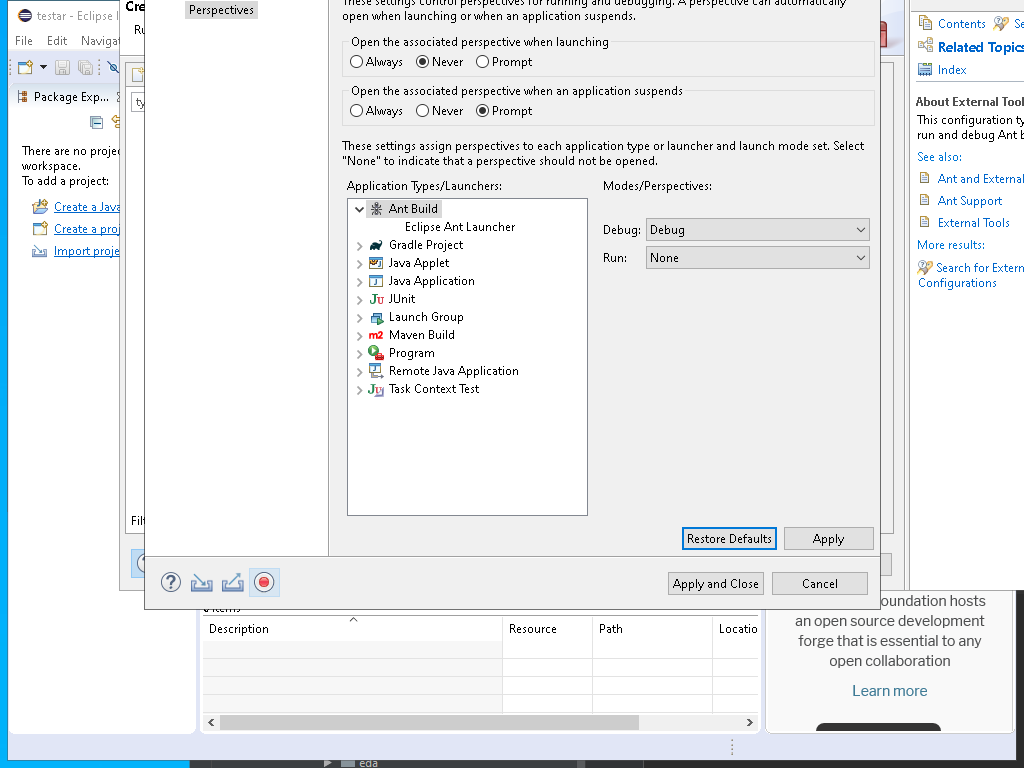 testar - Eclipse I
Cre
Perspectives
These settings control perspectives for running and debugging. A perspective can automatically
open when launching or when an application suspends.
File Edit Navigat
Ru
Contents
Se
Related Topics
Index
Open the associated perspective when launching
Always Never Prompt
Package Exp...
ty
Open the associated perspective when an application suspends
Always Never Prompt
About External Tool
This configuration ty
run and debug Ant b
See also:
Ant and External
Ant Support
External Tools
More results:
Search for Extern
Configurations
There are no projec
workspace.
To add a project:
Create a Java
Create a proj
Import proje
These settings assign perspectives to each application type or launcher and launch mode set. Select
"None" to indicate that a perspective should not be opened.
Application Types/Launchers:
Modes/Perspectives:
Ant Build
Eclipse Ant Launcher
Gradle Project
Java Applet
Java Application
JUnit
Launch Group
Maven Build
Program
Remote Java Application
Task Context Test
Debug: Debug
Run: None
Filt
Restore Defaults
Apply
Apply and Close
Cancel
0 items
Description
Resource
Path
Locatio
oundation hosts
an open source development
forge that is essential to any
open collaboration
Learn more
eda